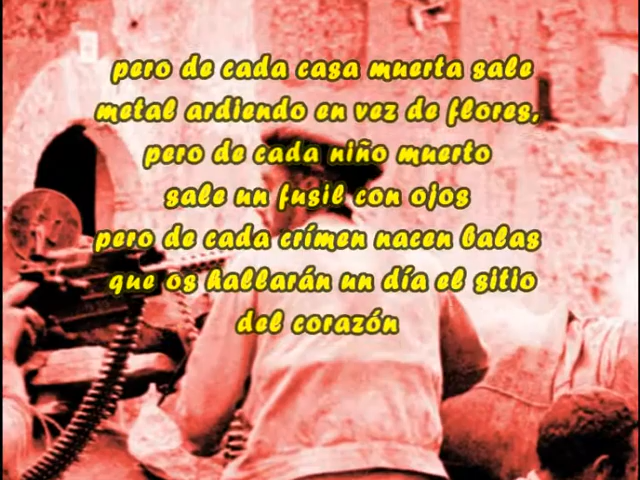 pero de cada casa muerta sale
metal ardiendo en vez de flores,
pero de cada niño muerto
sale un fusil con ojos
pero de cada crímen nacen balas
que os hallarán un día el sitio
del corazón